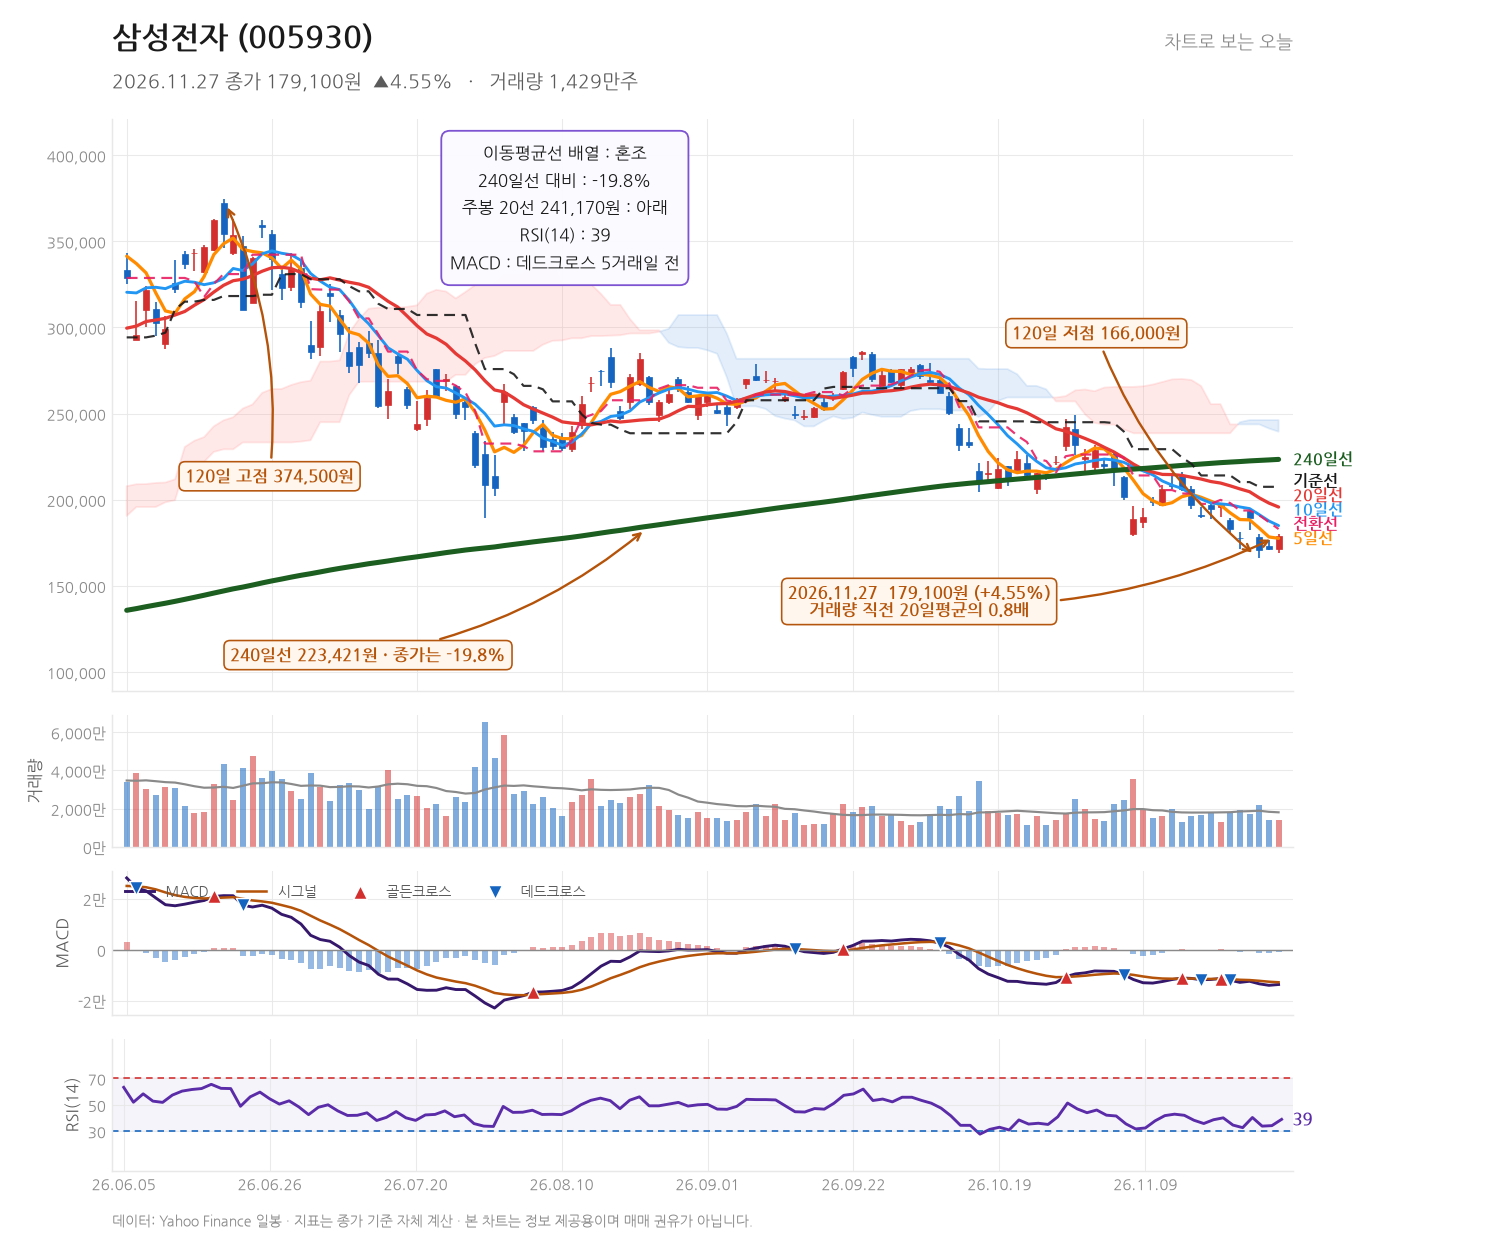 삼성전자 (005930)
차트로 보는 오늘
2026.11.27 종가 179,100원 ▲4.55% · 거래량 1,429만주
이동평균선 배열 : 혼조
240일선 대비 : -19.8%
주봉 20선 241,170원 : 아래
RSI(14) : 39
MACD : 데드크로스 5거래일 전
400,000
350,000
300,000
250,000
200,000
150,000
100,000
120일 저점 166,000원
120일 고점 374,500원
240일선
기준선
20일선
10일선
전환선
5일선
2026.11.27 179,100원 (+4.55%)
거래량 직전 20일평균의 0.8배
240일선 223,421원 · 종가는 -19.8%
거래량
6,000만
4,000만
2,000만
0만
MACD
2만
0
-2만
MACD
시그널
골든크로스
데드크로스
RSI(14)
70
50
30
39
26.06.05
26.06.26
26.07.20
26.08.10
26.09.01
26.09.22
26.10.19
26.11.09
데이터: Yahoo Finance 일봉 · 지표는 종가 기준 자체 계산 · 본 차트는 정보 제공용이며 매매 권유가 아닙니다.